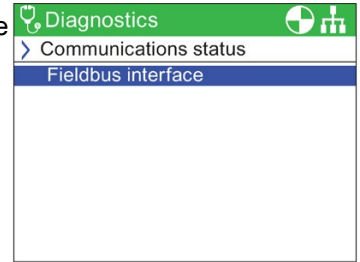 e
Diagnostics
Communications status
Fieldbus interface